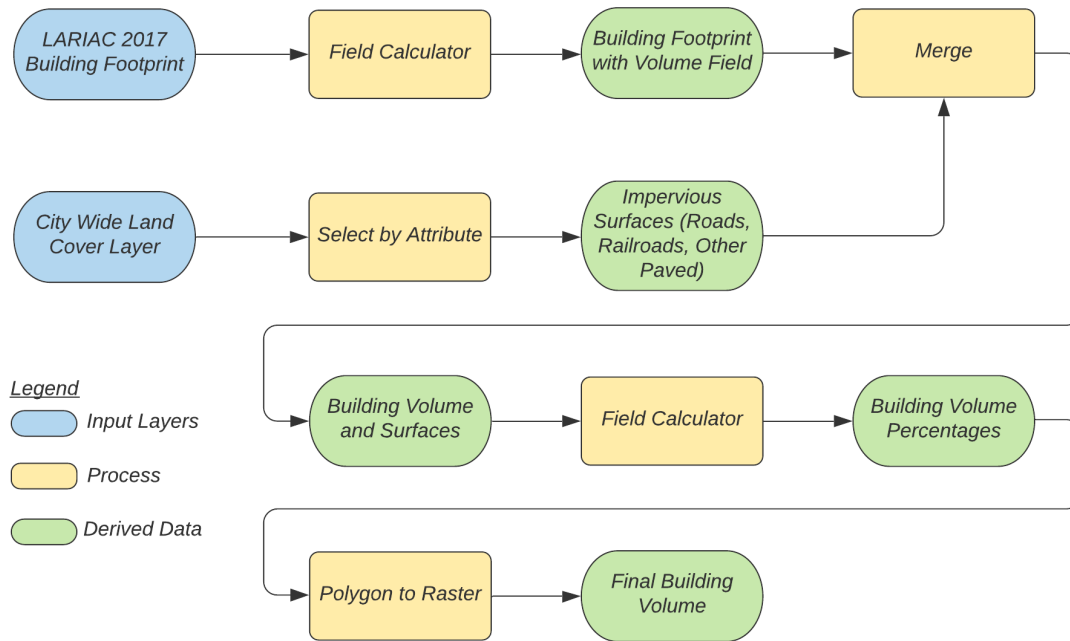 LARIAC 2017
Building Footprint
Field Calculator
Building Footprint
with Volume Field
Merge
City Wide Land
Cover Layer
Select by Attribute
Impervious
Surfaces (Roads,
Railroads, Other
Paved)
Building Volume
and Surfaces
Field Calculator
Building Volume
Percentages
Legend
Input Layers
Process
Derived Data
Polygon to Raster
Final Building
Volume